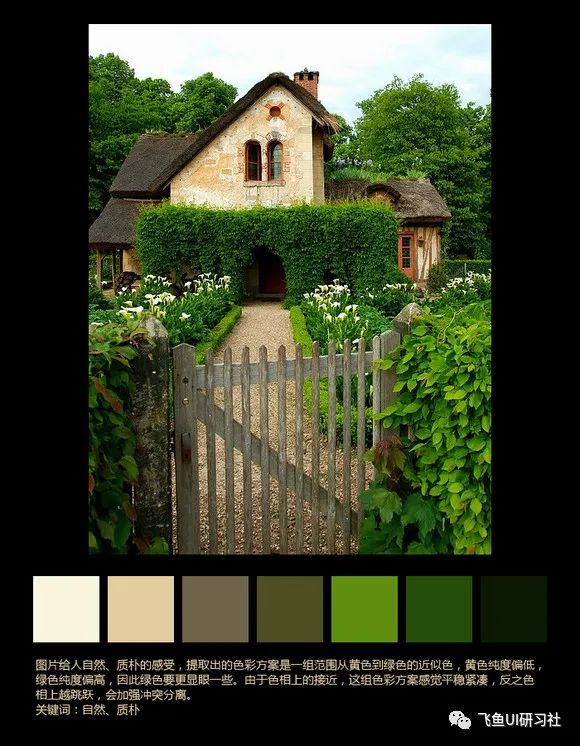 图片给人自然、质朴的感受，提取出的色彩方案是一组范围从黄色到绿色的近似色，黄色纯度偏低，
绿色纯度偏高，因此绿色要更显眼一些。由于色相上的接近，这组色彩方案感觉平稳紧凑，反之色
相上越跳跃，会加强冲突分离。
关键词：自然、质朴
飞鱼UI研习社